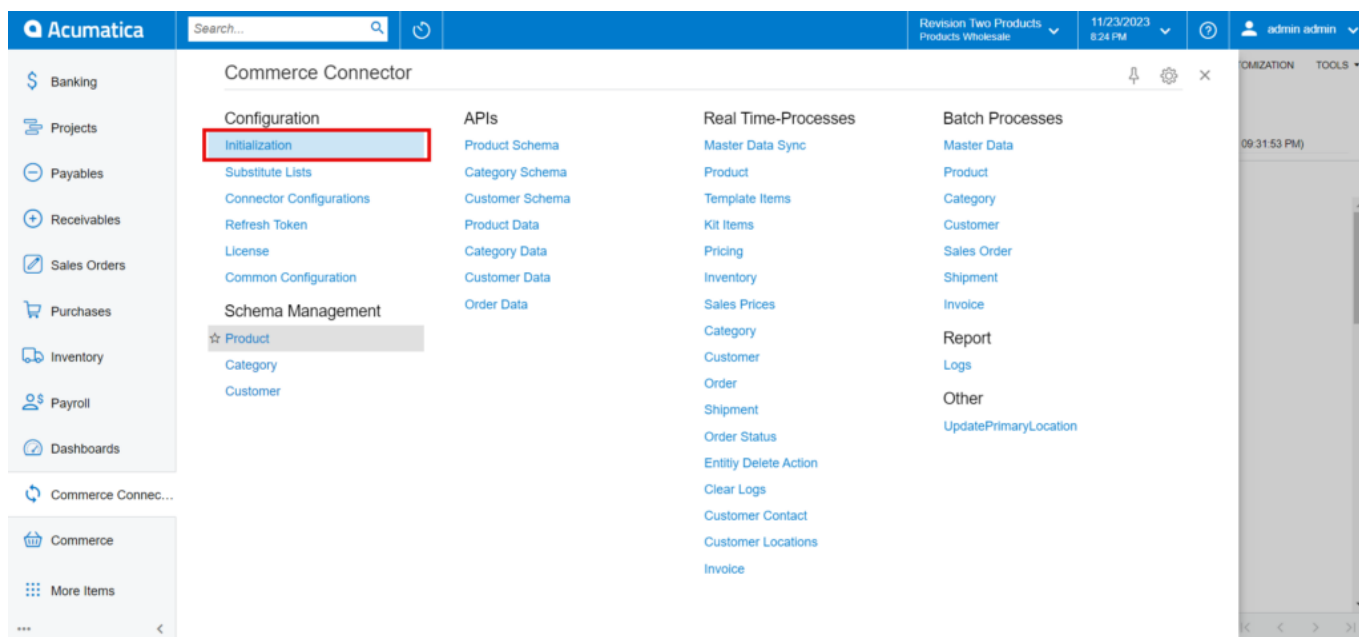 Acumatica
Search...
Revision Two Products
Products Wholesale
11/23/2023
8:24 PM
admin admin
Banking
Projects
Payables
Receivables
Sales Orders
Purchases
Inventory
Payroll
Dashboards
Commerce Connec...
Commerce
More Items
Commerce Connector
Configuration
Initialization
Substitute Lists
Connector Configurations
Refresh Token
License
Common Configuration
Schema Management
Product
Category
Customer
APIs
Product Schema
Category Schema
Customer Schema
Product Data
Category Data
Customer Data
Order Data
Real Time-Processes
Master Data Sync
Product
Template Items
Kit Items
Pricing
Inventory
Sales Prices
Category
Customer
Order
Shipment
Order Status
Entitiy Delete Action
Clear Logs
Customer Contact
Customer Locations
Invoice
Batch Processes
Master Data
Product
Category
Customer
Sales Order
Shipment
Invoice
Report
Logs
Other
UpdatePrimaryLocation
TOMIZATION TOOLS
09:31:53 PM)